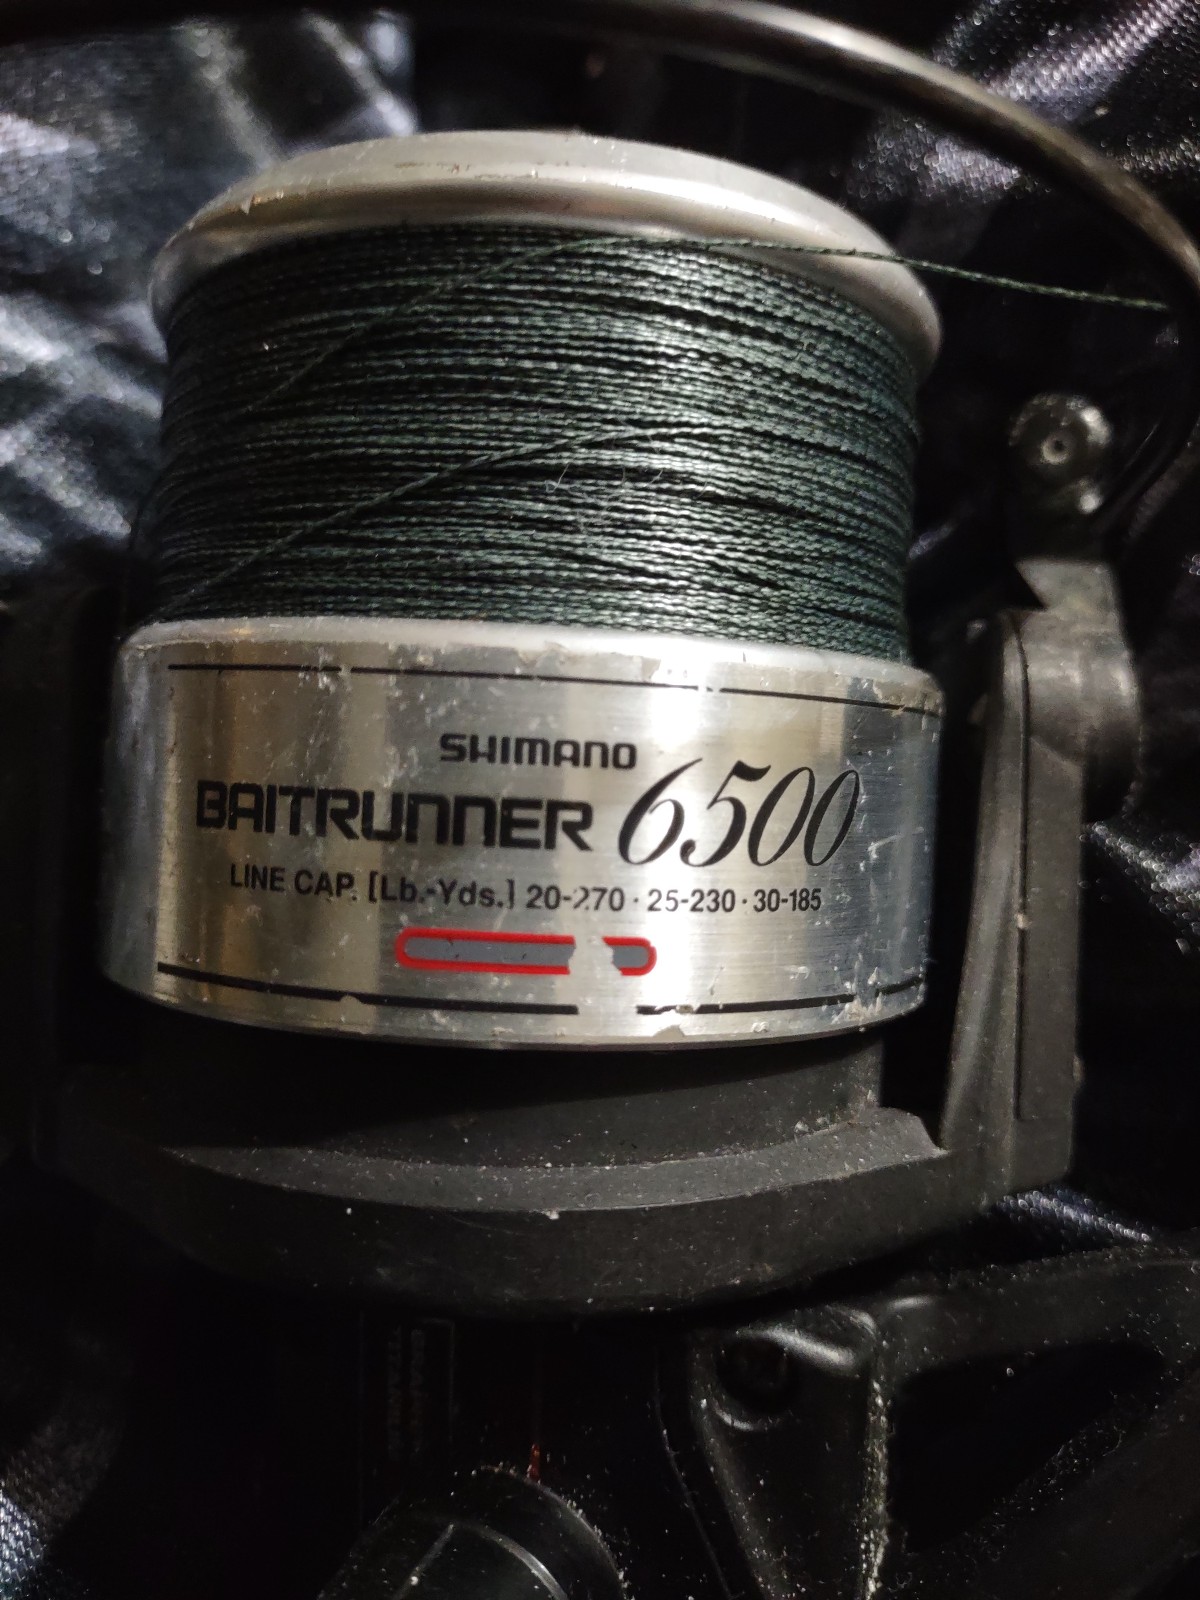 SHIMANO
BAITRUNNER 6500
LINE CAP. [Lb.-Yds.] 20-270 · 25-230 · 30-185